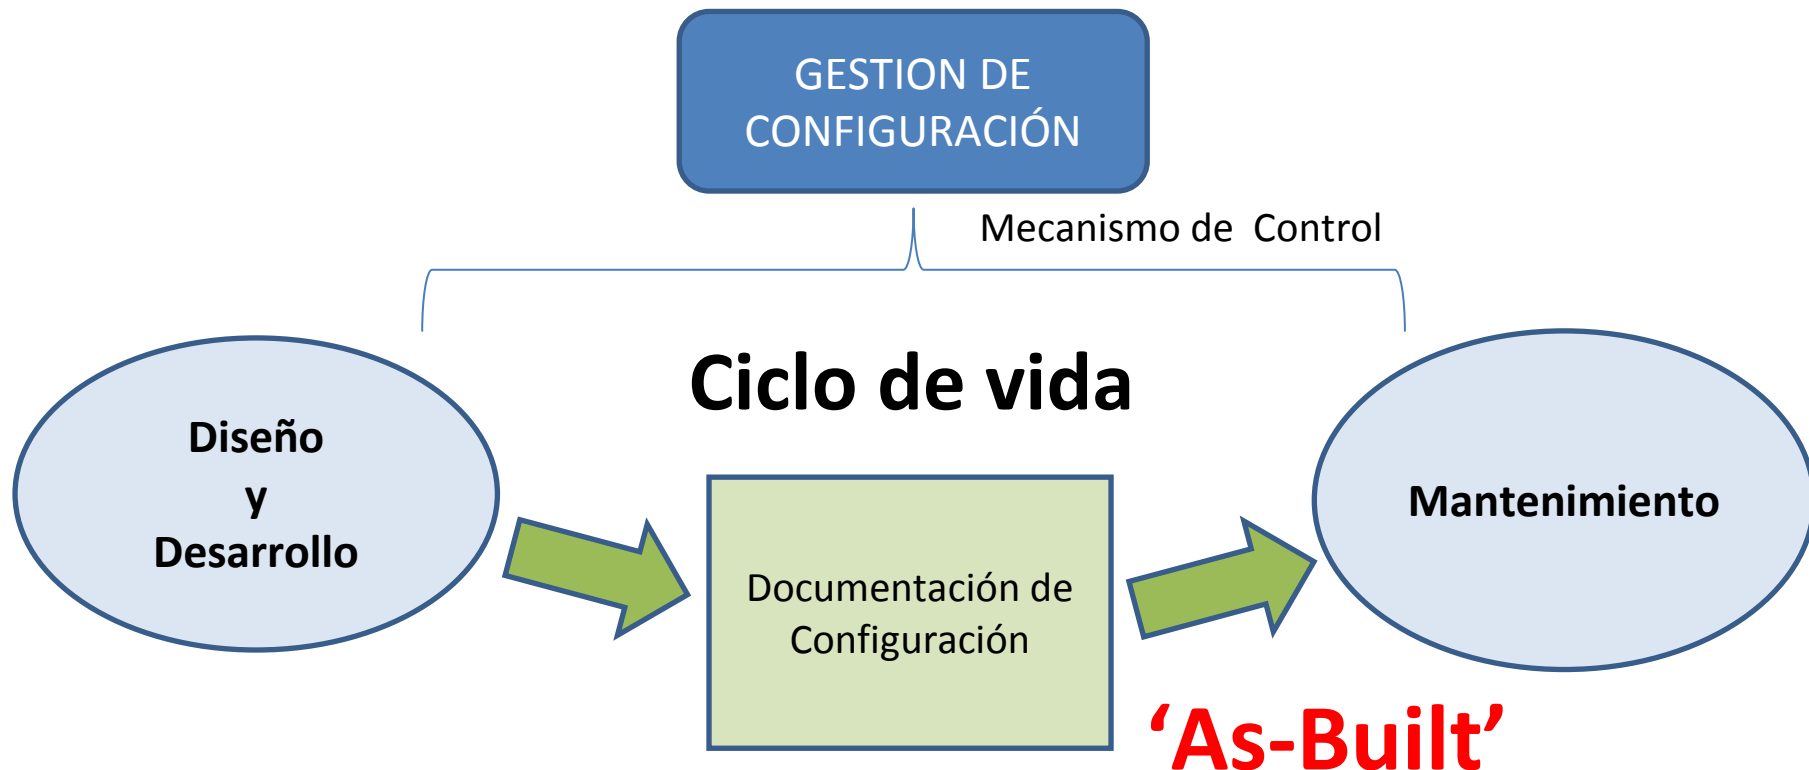 GESTION DE
CONFIGURACIÓN
Mecanismo de  Control
Ciclo de vida
Diseño
y
Desarrollo
Documentación de
Configuración
Mantenimiento
‘As-Built’